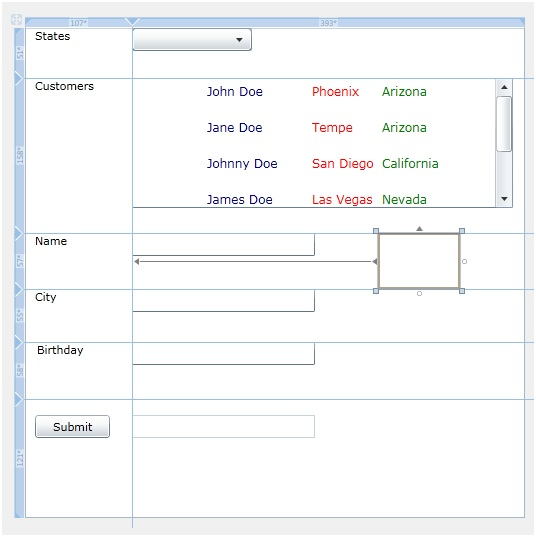 107* 393*
51*
States
158*
Customers
John Doe Phoenix Arizona
Jane Doe Tempe Arizona
Johnny Doe San Diego California
James Doe Las Vegas Nevada
57*
Name
55*
City
58*
Birthday
121*
Submit